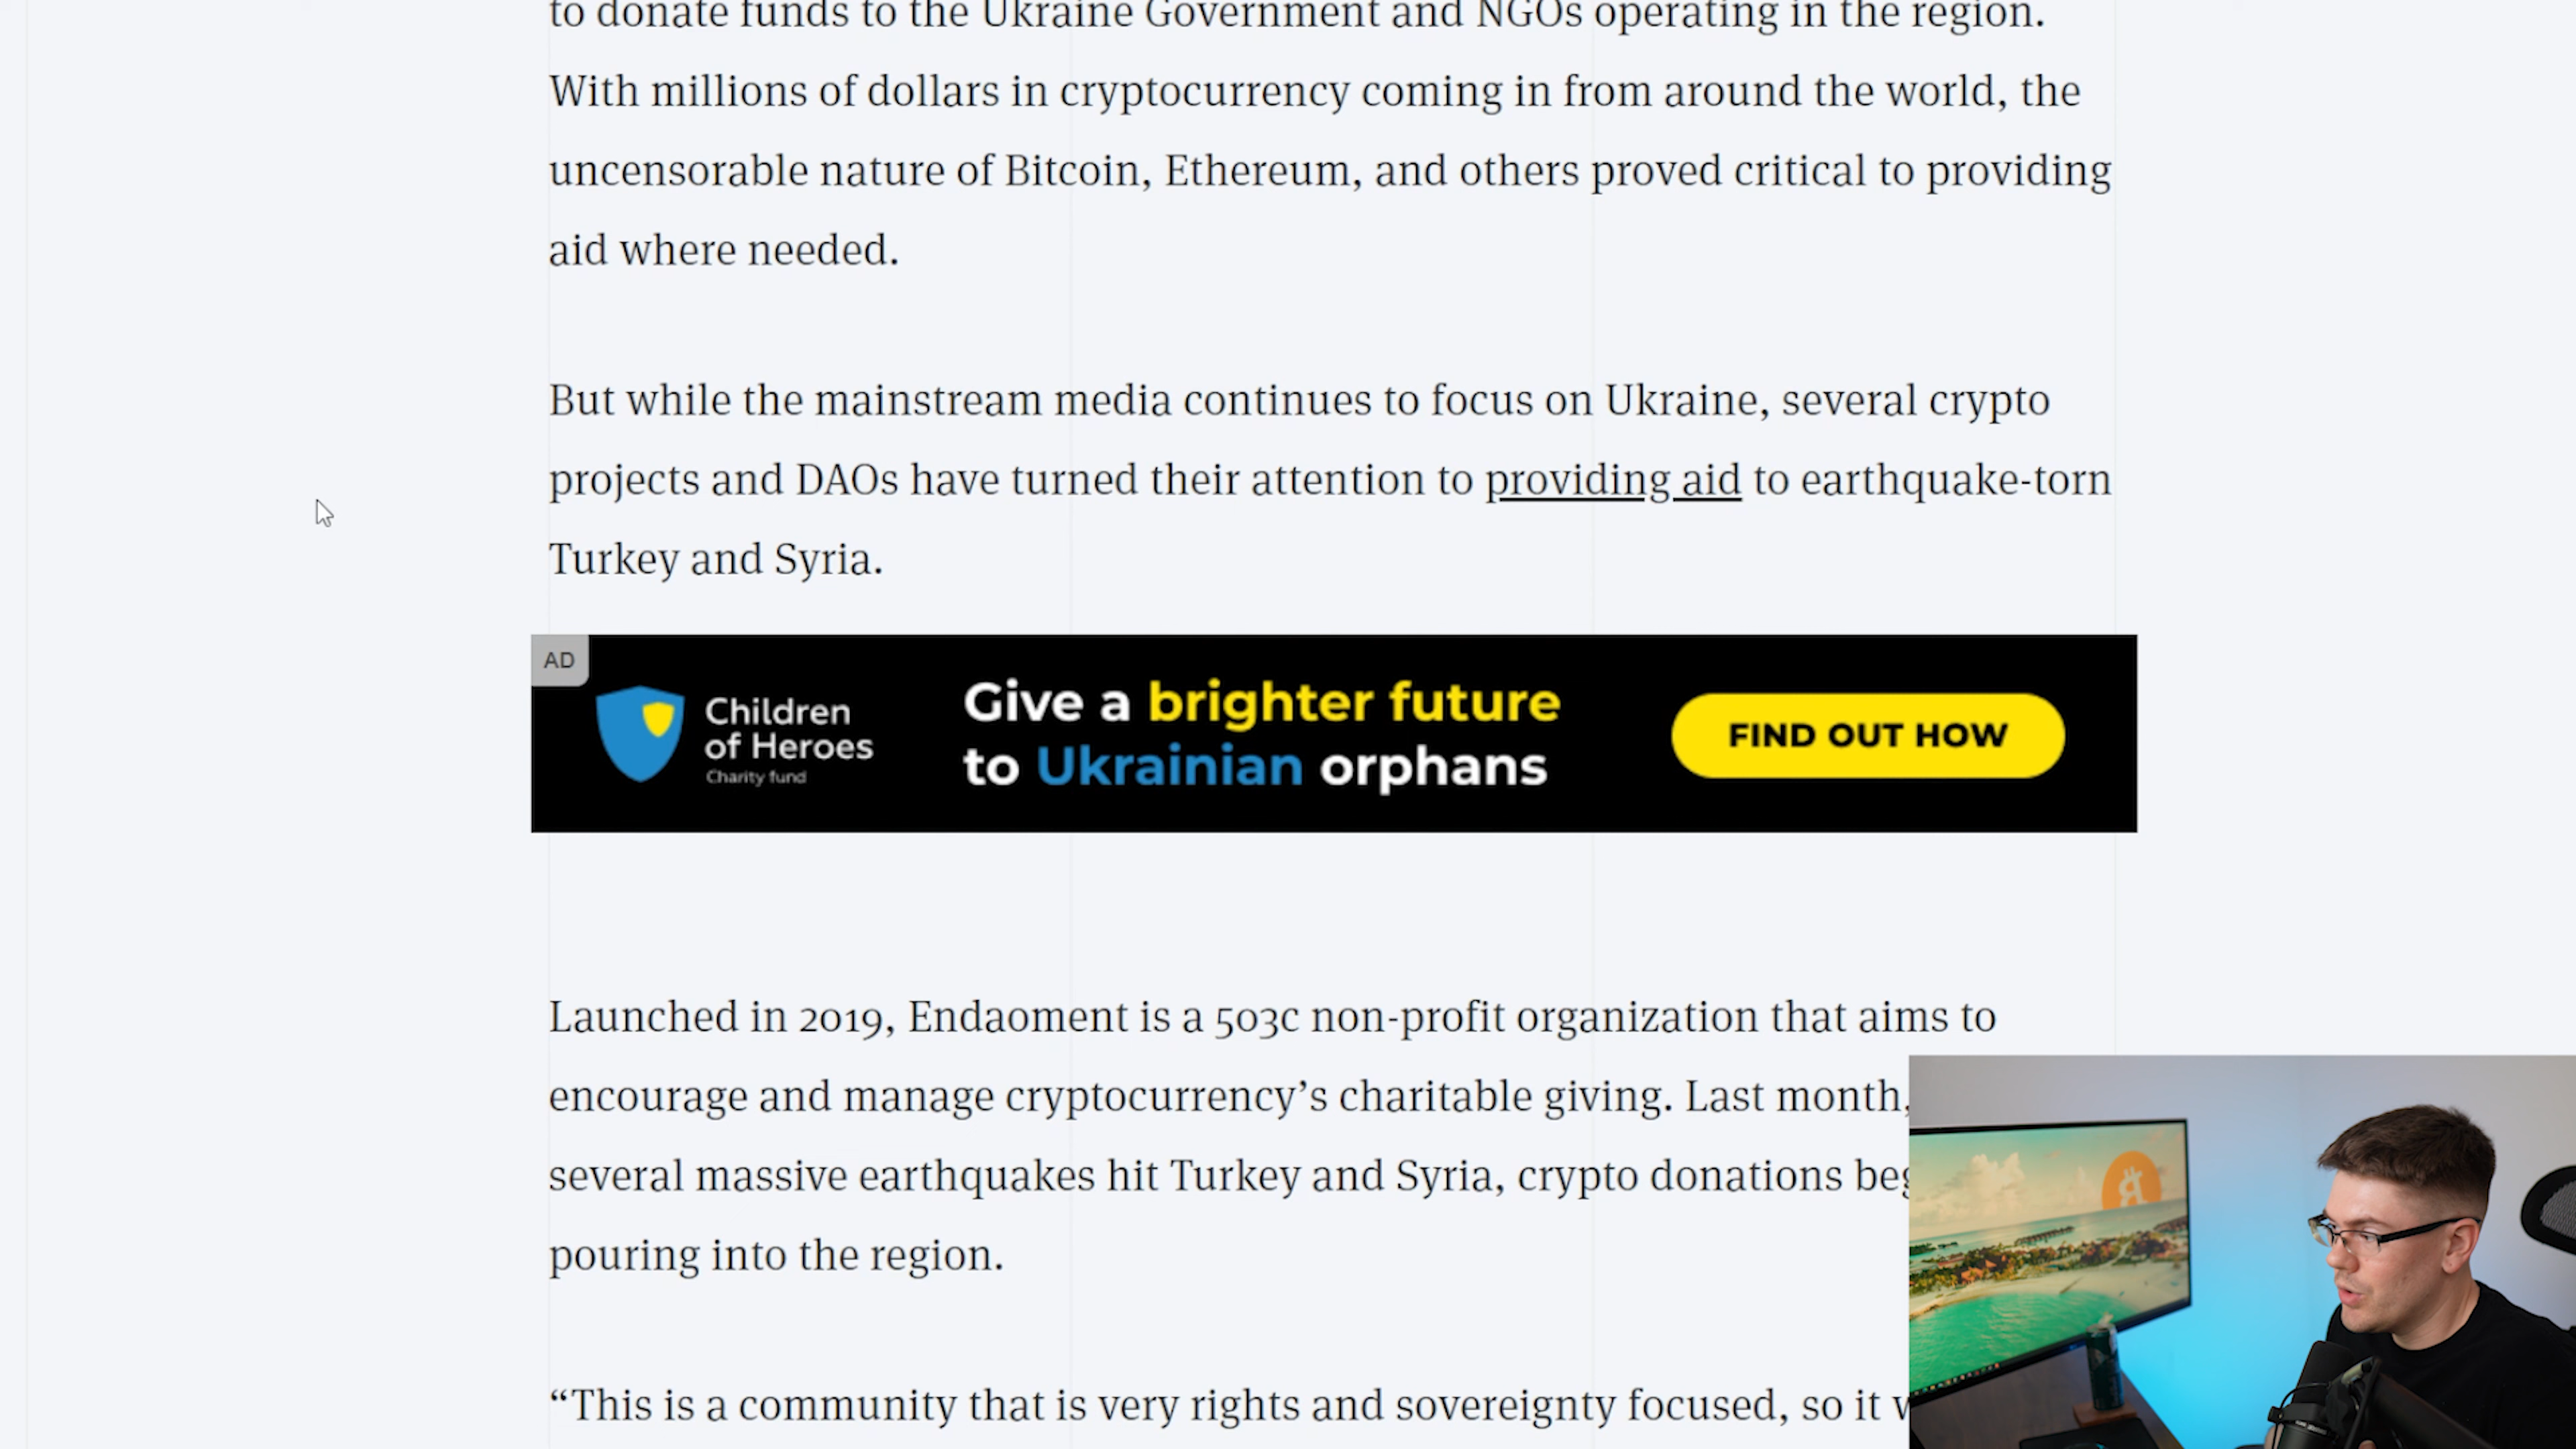 to donate funds to the Ukraine Government and NGOs operating in the region.
With millions of dollars in cryptocurrency coming in from around the world, the
uncensorable nature of Bitcoin, Ethereum, and others proved critical to providing
aid where needed.
But while the mainstream media continues to focus on Ukraine, several crypto
projects and DAOs have turned their attention to providing aid to earthquake-torn
Turkey and Syria.
AD
Children
of Heroes
Charity fund
Give a brighter future
to Ukrainian orphans
FIND OUT HOW
Launched in 2019, Endaoment is a 503c non-profit organization that aims to
encourage and manage cryptocurrency’s charitable giving. Last month,
several massive earthquakes hit Turkey and Syria, crypto donations
pouring into the region.
“This is a community that is very rights and sovereignty focused, so it